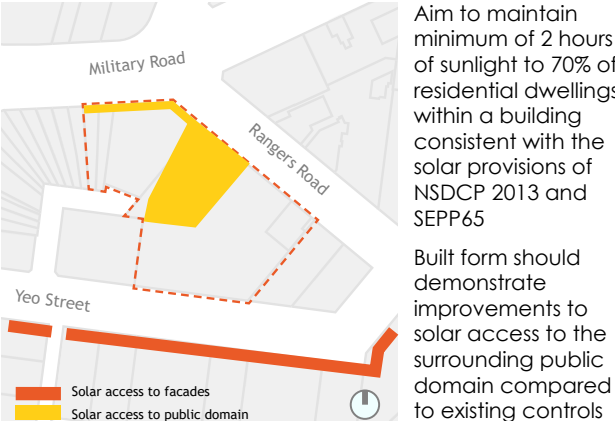 Military Road
Rangers Road
Yeo Street
Solar access to facades
Solar access to public domain
Aim to maintain
minimum of 2 hours
of sunlight to 70% of
residential dwellings
within a building
consistent with the
solar provisions of
NSDCP 2013 and
SEPP65
Built form should
demonstrate
improvements to
solar access to the
surrounding public
domain compared
to existing controls